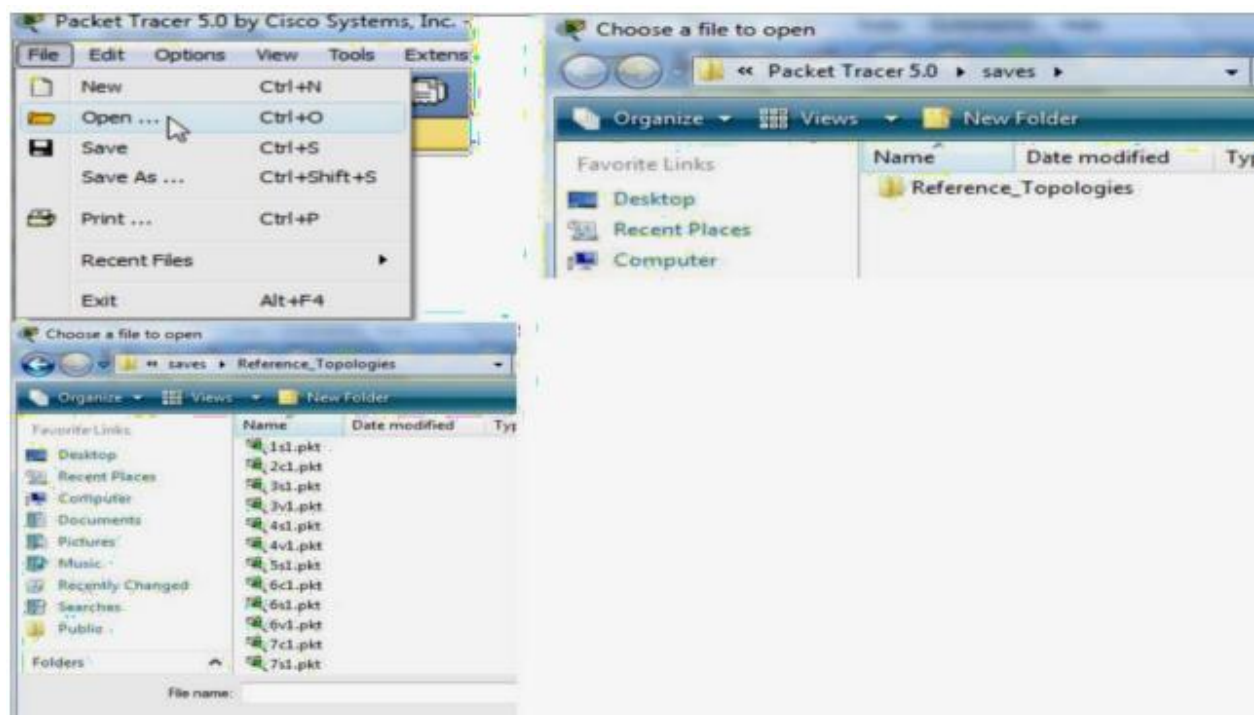 Packet Tracer 5.0 by Cisco Systems, Inc. -
File Edit Options View Tools Extens
New Ctrl+N
Open ... Ctrl+O
Save Ctrl+S
Save As ... Ctrl+Shift+S
Print ... Ctrl+P
Recent Files
Exit Alt+F4
Choose a file to open
« Packet Tracer 5.0 saves
Organize Views New Folder
Favorite Links Name Date modified Typ
Desktop Reference_Topologies
Recent Places
Computer
Choose a file to open
« saves Reference_Topologies
Organize Views New Folder
Favorite Links Name Date modified Typ
Desktop 1s1.pkt
Recent Places 2c1.pkt
Computer 3s1.pkt
Documents 3v1.pkt
Pictures 4s1.pkt
Music 4v1.pkt
Recently Changed 5s1.pkt
Searches 6c1.pkt
Public 6s1.pkt
6v1.pkt
7c1.pkt
Folders 7s1.pkt
File name: